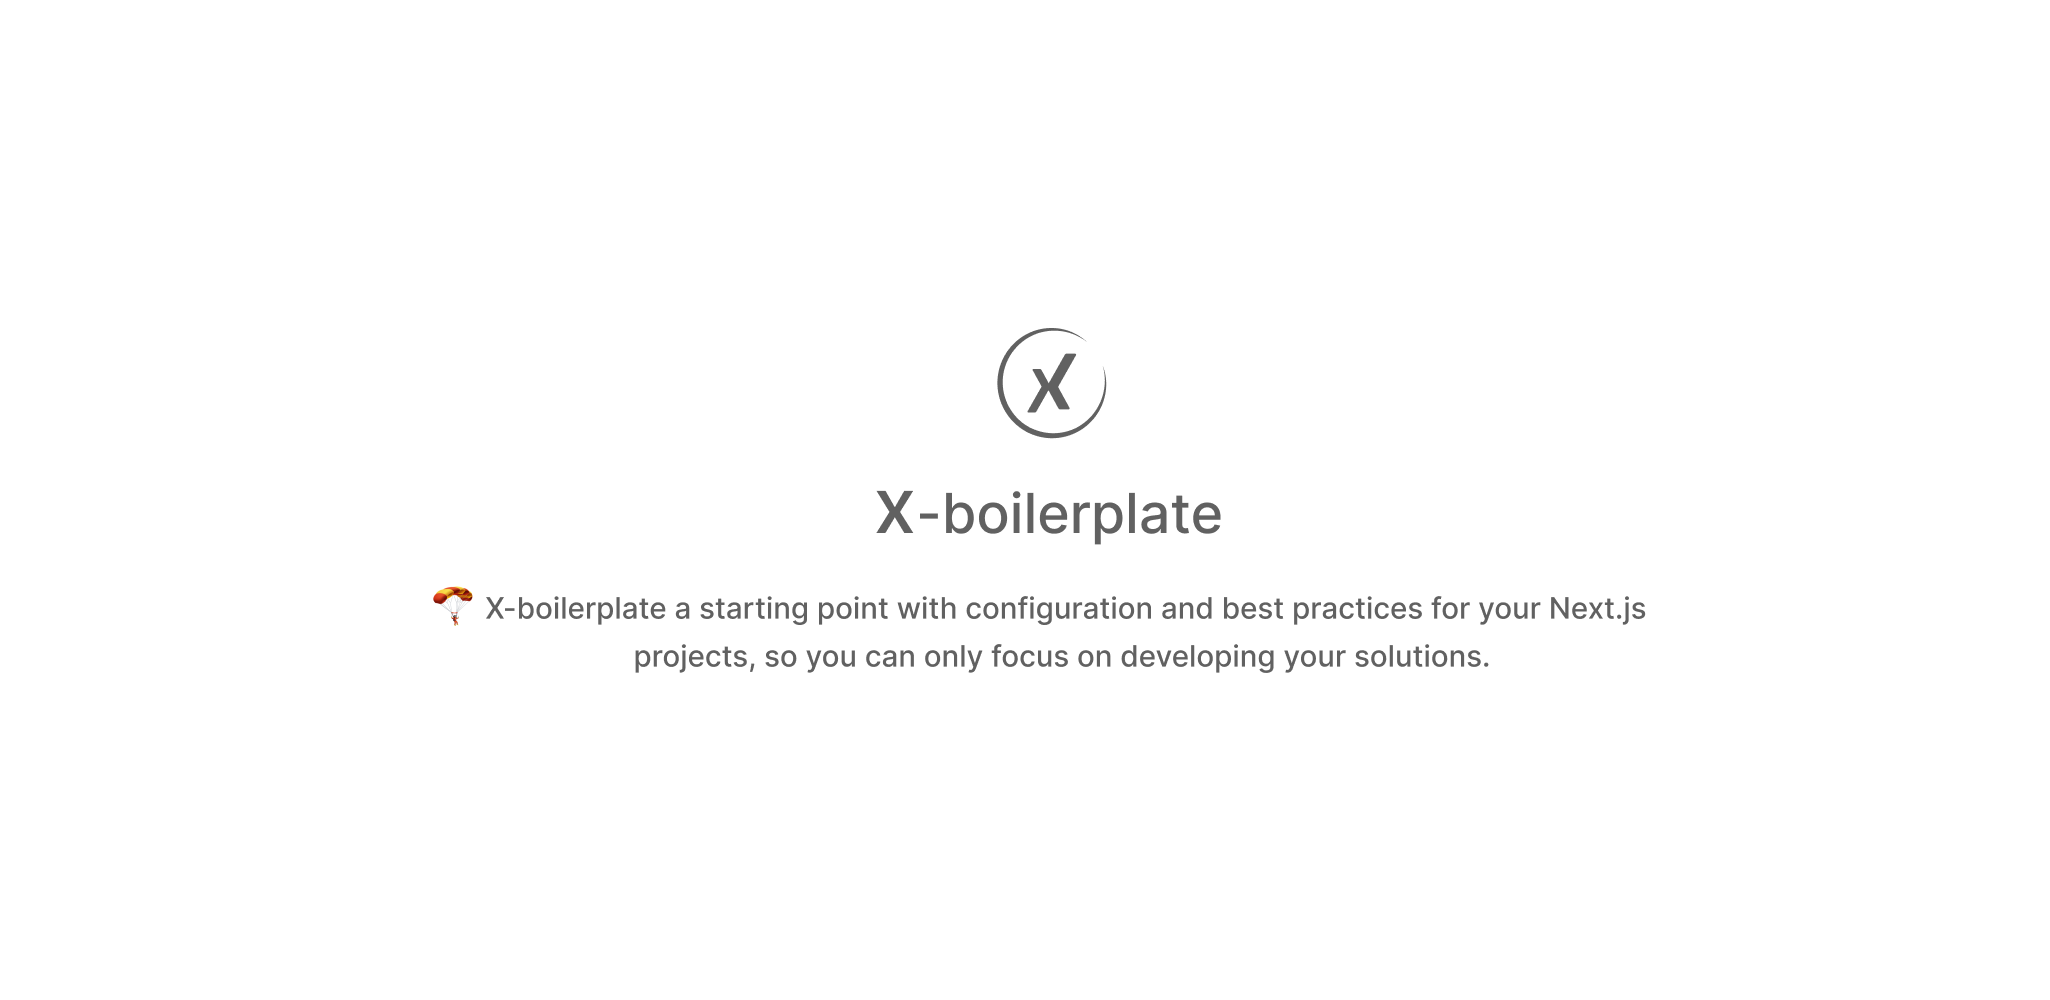 X
X-boilerplate
🪂 X-boilerplate a starting point with configuration and best practices for your Next.js
projects, so you can only focus on developing your solutions.